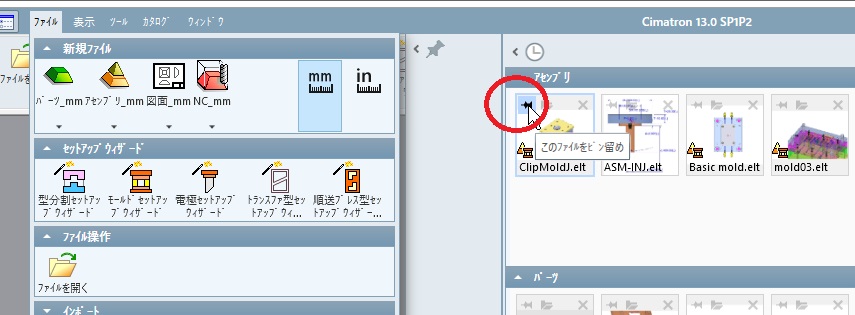 ファイル 表示 ツール カタログ ウィンドウ
Cimatron 13.0 SP1P2
ファイルを開
新規ファイル
パーツ_mm アセンブリ_mm 図面_mm NC_mm
mm in
セットアップウィザード
型分割セットアップウィザード
モールドセットアップウィザード
電極セットアップウィザード
トランスファ型セットアップウィ...
順送プレス型セットアップウィザー...
ファイル操作
ファイルを開く
インポート
アセンブリ
このファイルをピン留め
ClipMoldJ.elt ASM-INJ.elt Basic mold.elt mold03.elt
パーツ